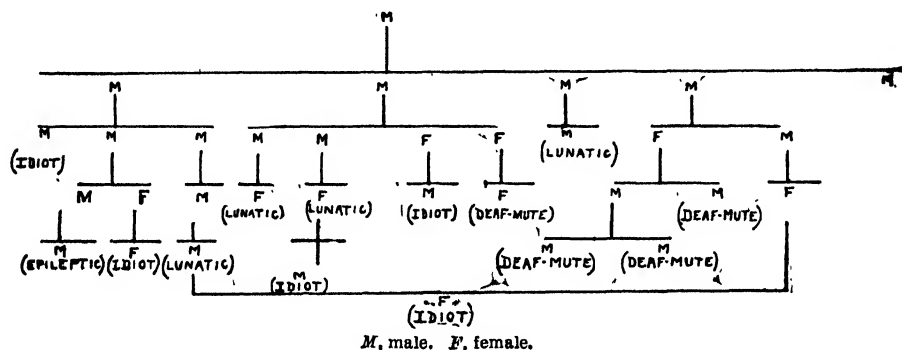 M
M M M M M
M M M M M F F M F M
(IDIOT) (LUNATIC)
M F M F F M F M M F
(LUNATIC) (LUNATIC) (IDIOT) (DEAF-MUTE) (DEAF-MUTE)
M F M M M
(EPILEPTIC) (IDIOT) (LUNATIC) (DEAF-MUTE) (DEAF-MUTE)
M
(IDIOT)
F
(IDIOT)
M, male. F, female.